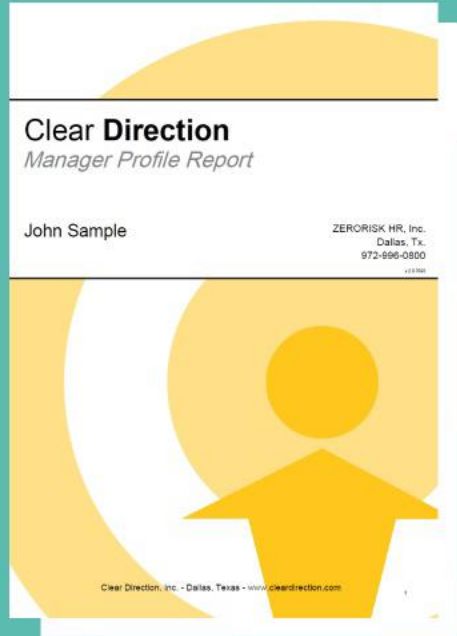 Clear Direction
Manager Profile Report
John Sample
ZERORISK HR, Inc.
Dallas, Tx.
972-996-0800
Clear Direction, Inc. - Dallas, Texas - www.cleardirection.com